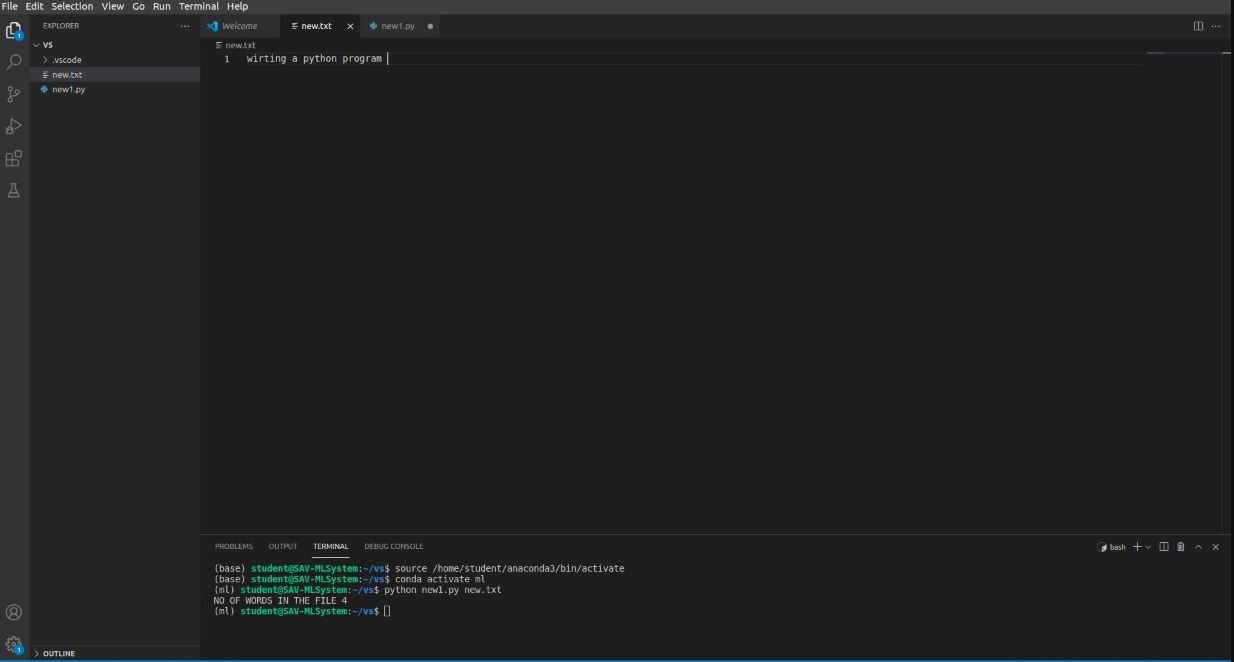 File Edit Selection View Go Run Terminal Help
EXPLORER
VS
.vscode
new.txt
new1.py
OUTLINE
1
1
Welcome new.txt new1.py
new.txt
1 wirting a python program
PROBLEMS OUTPUT TERMINAL DEBUG CONSOLE bash
(base) student@SAV-MLSystem:~/vs$ source /home/student/anaconda3/bin/activate
(base) student@SAV-MLSystem:~/vs$ conda activate ml
(ml) student@SAV-MLSystem:~/vs$ python new1.py new.txt
NO OF WORDS IN THE FILE 4
(ml) student@SAV-MLSystem:~/vs$